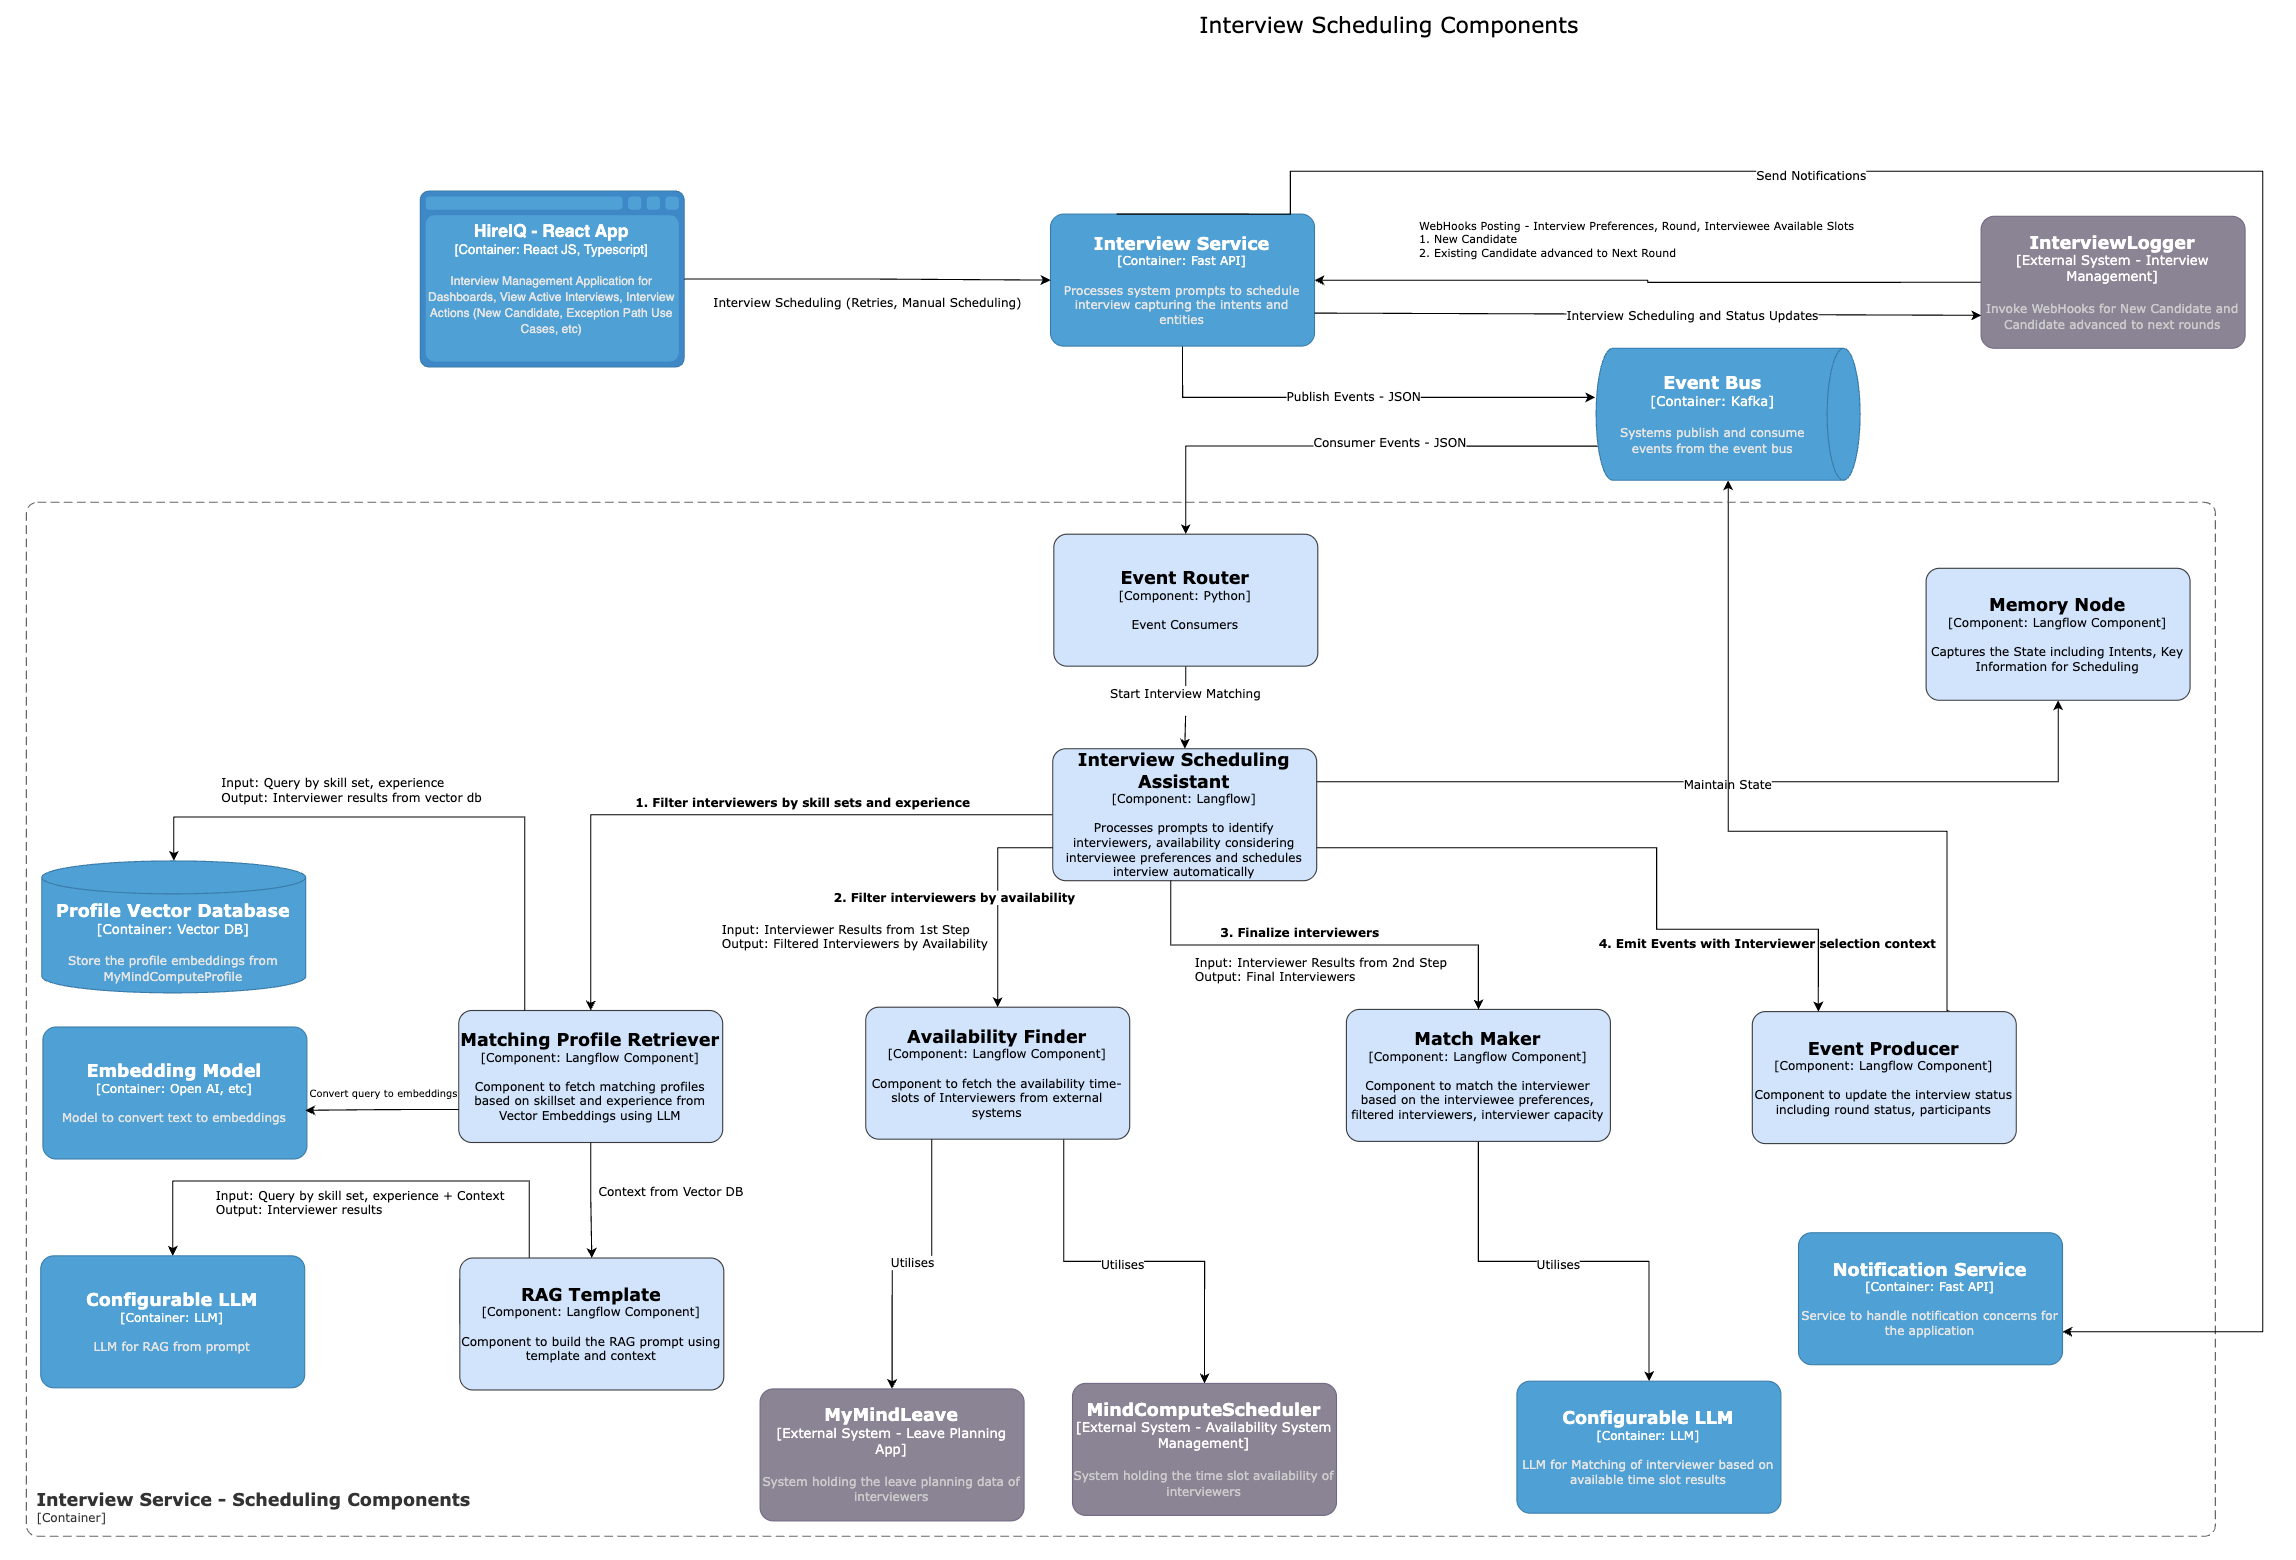 Interview Scheduling Components
Send Notifications
HireIQ - React App
[Container: React JS, Typescript]
Interview Management Application for
Dashboards, View Active Interviews, Interview
Actions (New Candidate, Exception Path Use
Cases, etc)
Interview Scheduling (Retries, Manual Scheduling)
Interview Service
[Container: Fast API]
Processes system prompts to schedule
interview capturing the intents and
entities
WebHooks Posting - Interview Preferences, Round, Interviewee Available Slots
1. New Candidate
2. Existing Candidate advanced to Next Round
Interview Scheduling and Status Updates
InterviewLogger
[External System - Interview
Management]
Invoke WebHooks for New Candidate and
Candidate advanced to next rounds
Publish Events - JSON
Consumer Events - JSON
Event Bus
[Container: Kafka]
Systems publish and consume
events from the event bus
Event Router
[Component: Python]
Event Consumers
Start Interview Matching
Memory Node
[Component: Langflow Component]
Captures the State including Intents, Key
Information for Scheduling
Interview Scheduling
Assistant
[Component: Langflow]
Processes prompts to identify
interviewers, availability considering
interviewee preferences and schedules
interview automatically
Maintain State
Input: Query by skill set, experience
Output: Interviewer results from vector db
1. Filter interviewers by skill sets and experience
2. Filter interviewers by availability
Input: Interviewer Results from 1st Step
Output: Filtered Interviewers by Availability
3. Finalize interviewers
Input: Interviewer Results from 2nd Step
Output: Final Interviewers
4. Emit Events with Interviewer selection context
Profile Vector Database
[Container: Vector DB]
Store the profile embeddings from
MyMindComputeProfile
Embedding Model
[Container: Open AI, etc]
Model to convert text to embeddings
Convert query to embeddings
Matching Profile Retriever
[Component: Langflow Component]
Component to fetch matching profiles
based on skillset and experience from
Vector Embeddings using LLM
Availability Finder
[Component: Langflow Component]
Component to fetch the availability time-
slots of Interviewers from external
systems
Match Maker
[Component: Langflow Component]
Component to match the interviewer
based on the interviewee preferences,
filtered interviewers, interviewer capacity
Event Producer
[Component: Langflow Component]
Component to update the interview status
including round status, participants
Input: Query by skill set, experience + Context
Output: Interviewer results
Context from Vector DB
Utilises
Utilises
Utilises
Configurable LLM
[Container: LLM]
LLM for RAG from prompt
RAG Template
[Component: Langflow Component]
Component to build the RAG prompt using
template and context
Notification Service
[Container: Fast API]
Service to handle notification concerns for
the application
MyMindLeave
[External System - Leave Planning
App]
System holding the leave planning data of
interviewers
MindComputeScheduler
[External System - Availability System
Management]
System holding the time slot availability of
interviewers
Configurable LLM
[Container: LLM]
LLM for Matching of interviewer based on
available time slot results
Interview Service - Scheduling Components
[Container]